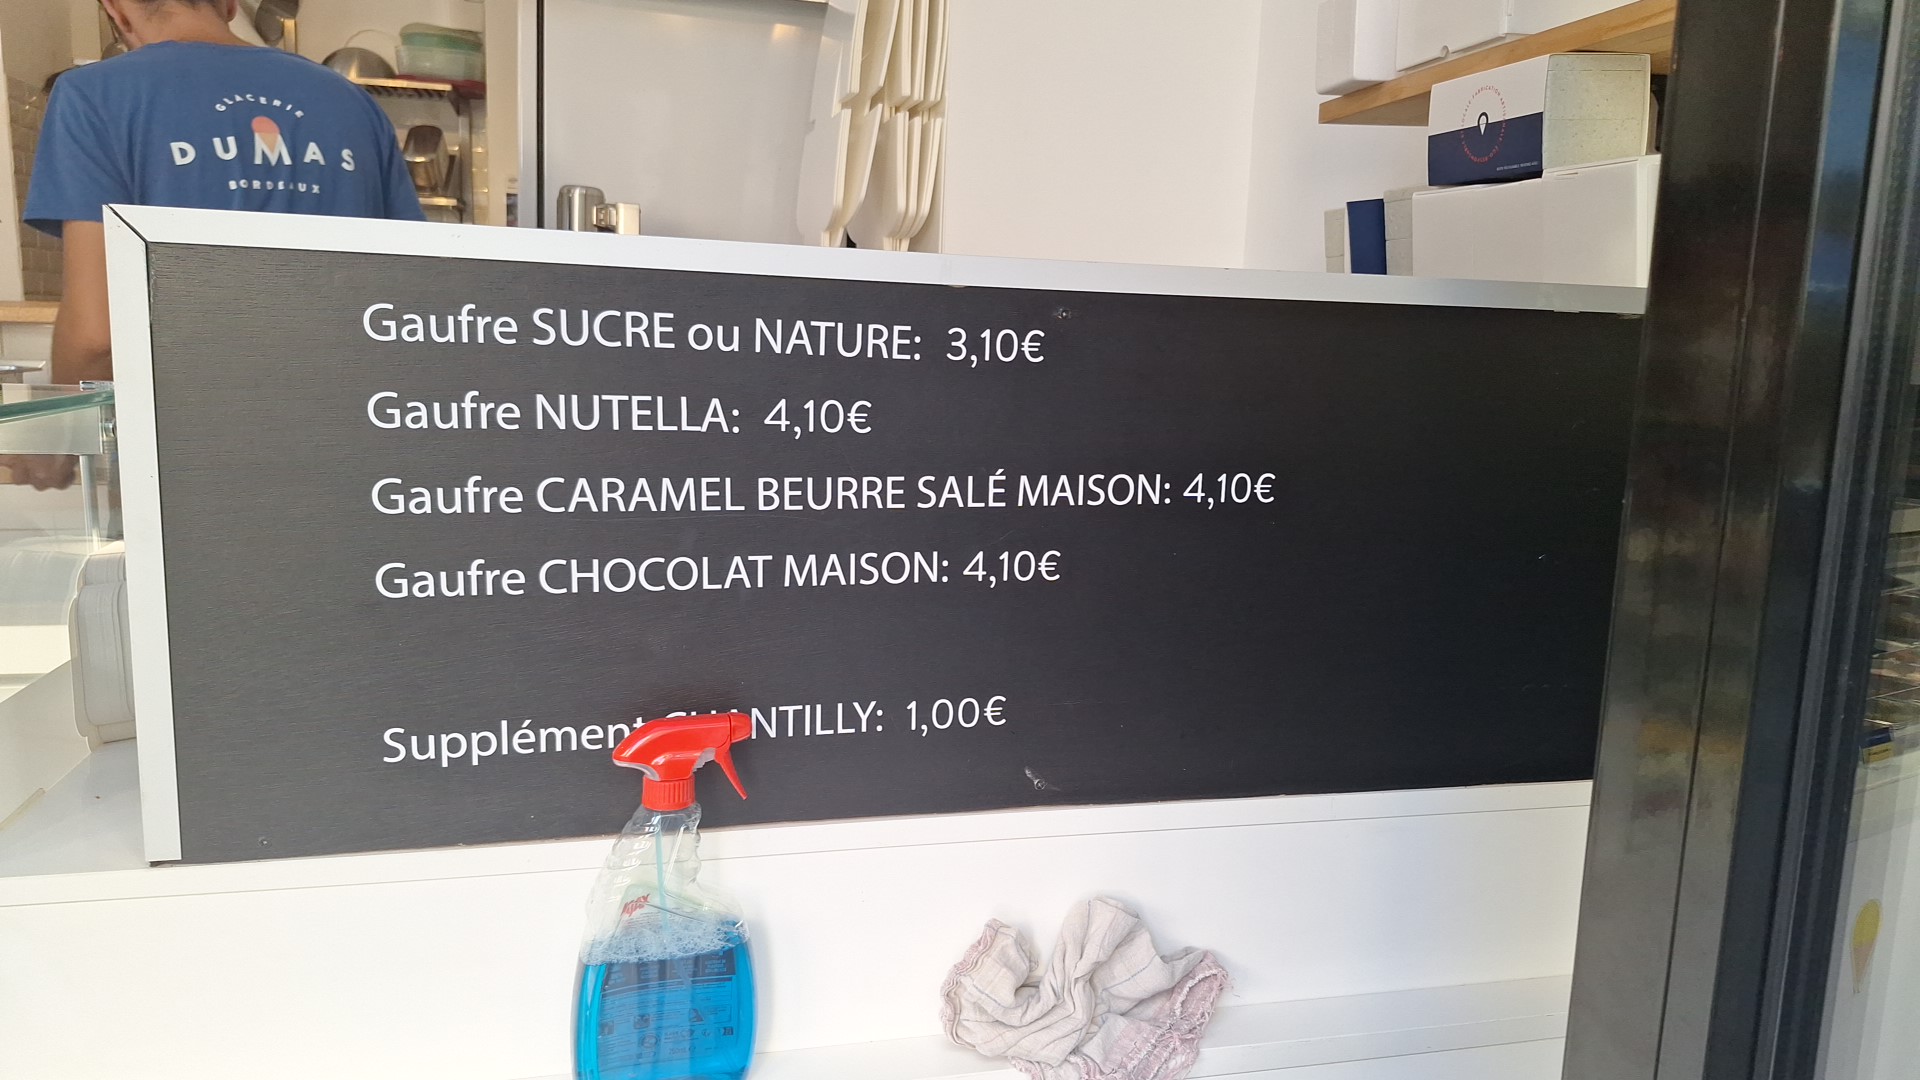 GLACERIE
DUMAS
BORDEAUX
Gaufre SUCRE ou NATURE: 3,10€
Gaufre NUTELLA: 4,10€
Gaufre CARAMEL BEURRE SALÉ MAISON: 4,10€
Gaufre CHOCOLAT MAISON: 4,10€
Supplément CHANTILLY: 1,00€